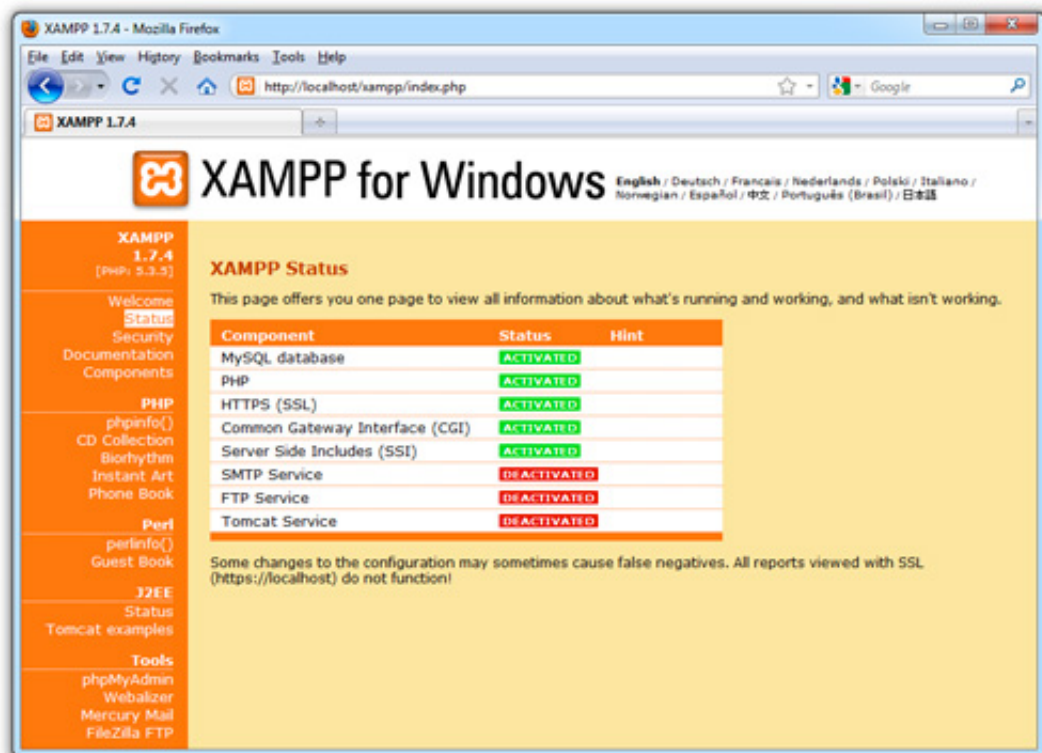 XAMPP 1.7.4 - Mozilla Firefox
File Edit View History Bookmarks Tools Help
http://localhost/xampp/index.php
Google
XAMPP 1.7.4
XAMPP for Windows
English / Deutsch / Francais / Nederlands / Polski / Italiano /
Norwegian / Español / 中文 / Português (Brasil) / 日本語
XAMPP
1.7.4
[PHP: 5.3.5]
Welcome
Status
Security
Documentation
Components
PHP
phpinfo()
CD Collection
Biorhythm
Instant Art
Phone Book
Perl
perlinfo()
Guest Book
J2EE
Status
Tomcat examples
Tools
phpMyAdmin
Webalizer
Mercury Mail
FileZilla FTP
XAMPP Status
This page offers you one page to view all information about what's running and working, and what isn't working.
Component Status Hint
MySQL database ACTIVATED
PHP ACTIVATED
HTTPS (SSL) ACTIVATED
Common Gateway Interface (CGI) ACTIVATED
Server Side Includes (SSI) ACTIVATED
SMTP Service DEACTIVATED
FTP Service DEACTIVATED
Tomcat Service DEACTIVATED
Some changes to the configuration may sometimes cause false negatives. All reports viewed with SSL
(https://localhost) do not function!